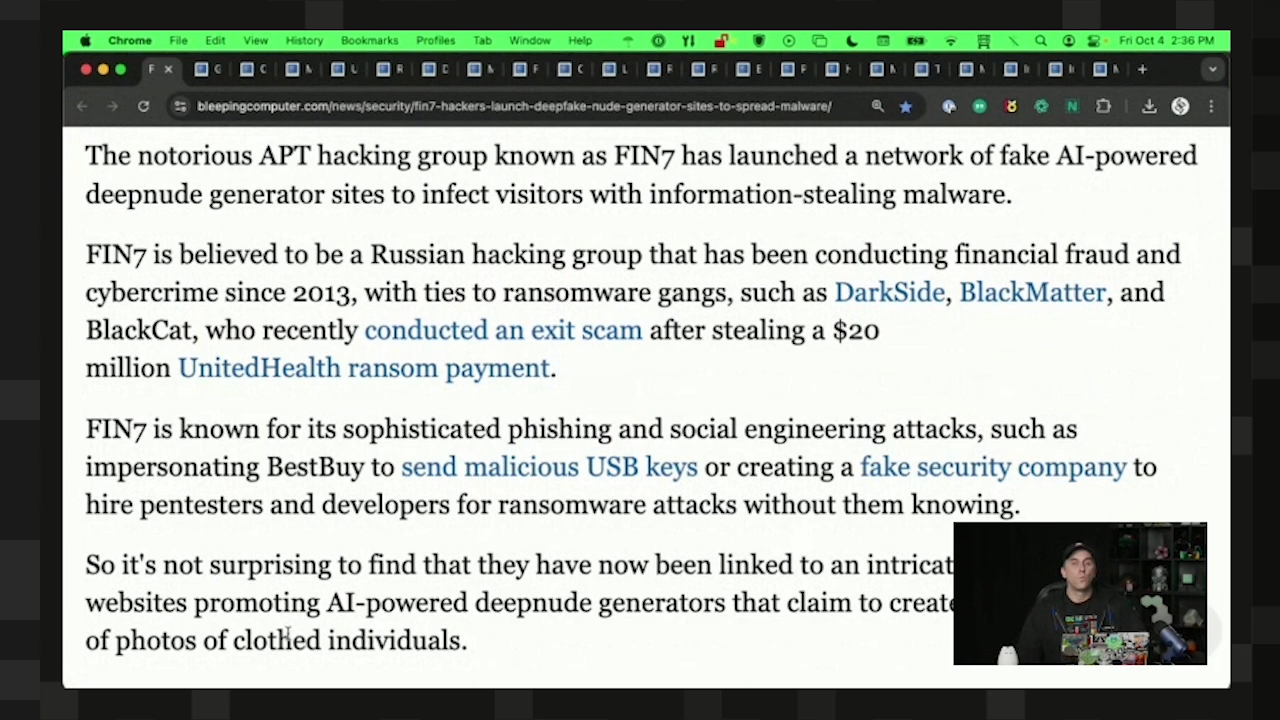 Chrome File Edit View History Bookmarks Profiles Tab Window Help Fri Oct 4 2:36 PM
F
bleepingcomputer.com/news/security/fin7-hackers-launch-deepfake-nude-generator-sites-to-spread-malware/
The notorious APT hacking group known as FIN7 has launched a network of fake AI-powered
deepnude generator sites to infect visitors with information-stealing malware.
FIN7 is believed to be a Russian hacking group that has been conducting financial fraud and
cybercrime since 2013, with ties to ransomware gangs, such as DarkSide, BlackMatter, and
BlackCat, who recently conducted an exit scam after stealing a $20
million UnitedHealth ransom payment.
FIN7 is known for its sophisticated phishing and social engineering attacks, such as
impersonating BestBuy to send malicious USB keys or creating a fake security company to
hire pentesters and developers for ransomware attacks without them knowing.
So it's not surprising to find that they have now been linked to an intricat
websites promoting AI-powered deepnude generators that claim to create
of photos of clothed individuals.